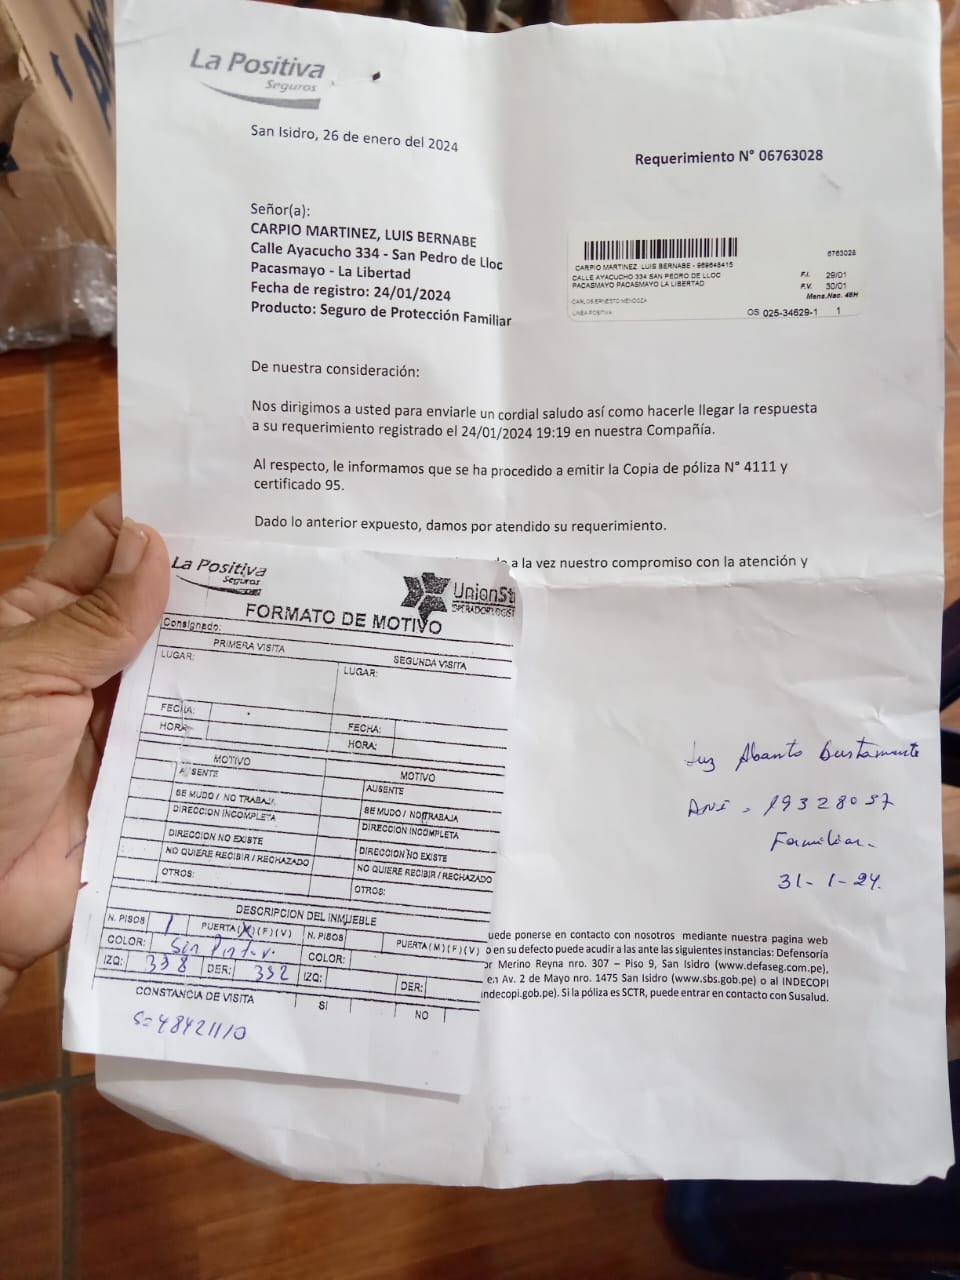 La Positiva
Seguros
San Isidro, 26 de enero del 2024
Requerimiento N° 06763028
Señor(a):
CARPIO MARTINEZ, LUIS BERNABE
Calle Ayacucho 334 - San Pedro de Lloc
Pacasmayo - La Libertad
Fecha de registro: 24/01/2024
Producto: Seguro de Protección Familiar
6763028
CARPIO MARTINEZ, LUIS BERNABE - 969648415
CALLE AYACUCHO 334 SAN PEDRO DE LLOC
PACASMAYO PACASMAYO LA LIBERTAD
F.I. 29/01
P.V. 30/01
Mens.Nac. 48H
CARLOS ERNESTO MENDOZA
LINEA POSITIVA
OS 025-34629-1 1
De nuestra consideración:
Nos dirigimos a usted para enviarle un cordial saludo así como hacerle llegar la respuesta
a su requerimiento registrado el 24/01/2024 19:19 en nuestra Compañía.
Al respecto, le informamos que se ha procedido a emitir la Copia de póliza N° 4111 y
certificado 95.
Dado lo anterior expuesto, damos por atendido su requerimiento.
a la vez nuestro compromiso con la atención y
La Positiva
Seguros
UnionSt
FORMATO DE MOTIVO
Consignado:
PRIMERA VISITA
SEGUNDA VISITA
LUGAR:
LUGAR:
FECHA:
FECHA:
HORA:
HORA:
MOTIVO
MOTIVO
AUSENTE
AUSENTE
SE MUDO / NO TRABAJA
SE MUDO / NO TRABAJA
DIRECCION INCOMPLETA
DIRECCION INCOMPLETA
DIRECCION NO EXISTE
DIRECCION NO EXISTE
NO QUIERE RECIBIR / RECHAZADO
NO QUIERE RECIBIR / RECHAZADO
OTROS:
OTROS:
DESCRIPCION DEL INMUEBLE
N. PISOS 1 PUERTA (M) (F) (V) N. PISOS PUERTA (M) (F) (V)
COLOR: Sin COLOR:
IZQ: 338 DER: 332 IZQ: DER:
CONSTANCIA DE VISITA SI NO
S=48421110
Luz Abanto Bustamante
DNI = 19328037
Familiar.
31-1-24.
uede ponerse en contacto con nosotros mediante nuestra pagina web
o en su defecto puede acudir a las ante las siguientes instancias: Defensoría
or Merino Reyna nro. 307 – Piso 9, San Isidro (www.defaseg.com.pe),
en Av. 2 de Mayo nro. 1475 San Isidro (www.sbs.gob.pe) o al INDECOPI
indecopi.gob.pe). Si la póliza es SCTR, puede entrar en contacto con Susalud.